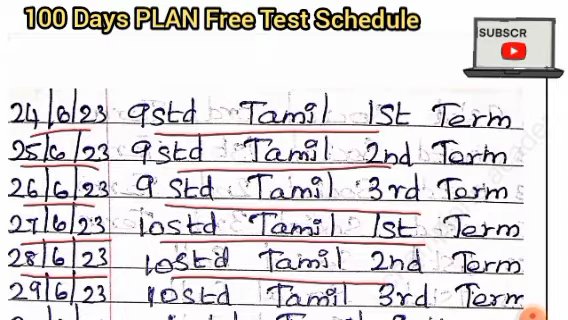 100 Days PLAN Free Test Schedule
SUBSCR
24/6/23 9std Tamil 1st Term
25/6/23 9std Tamil 2nd Term
26/6/23 9 std Tamil 3rd Term
27/6/23 10std Tamil 1st Term
28/6/23 10std Tamil 2nd Term
29/6/23 10std Tamil 3rd Term